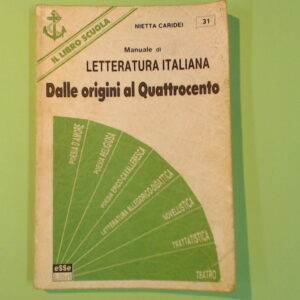 NIETTA CARIDEI
31
IL LIBRO SCUOLA
Manuale di
LETTERATURA ITALIANA
Dalle origini al Quattrocento
POESIA D'AMORE
POESIA RELIGIOSA
POESIA EPICO-CAVALLERESCA
LETTERATURA ALLEGORICO-DIDATTICA
NOVELLISTICA
TRATTATISTICA
TEATRO
eSSe